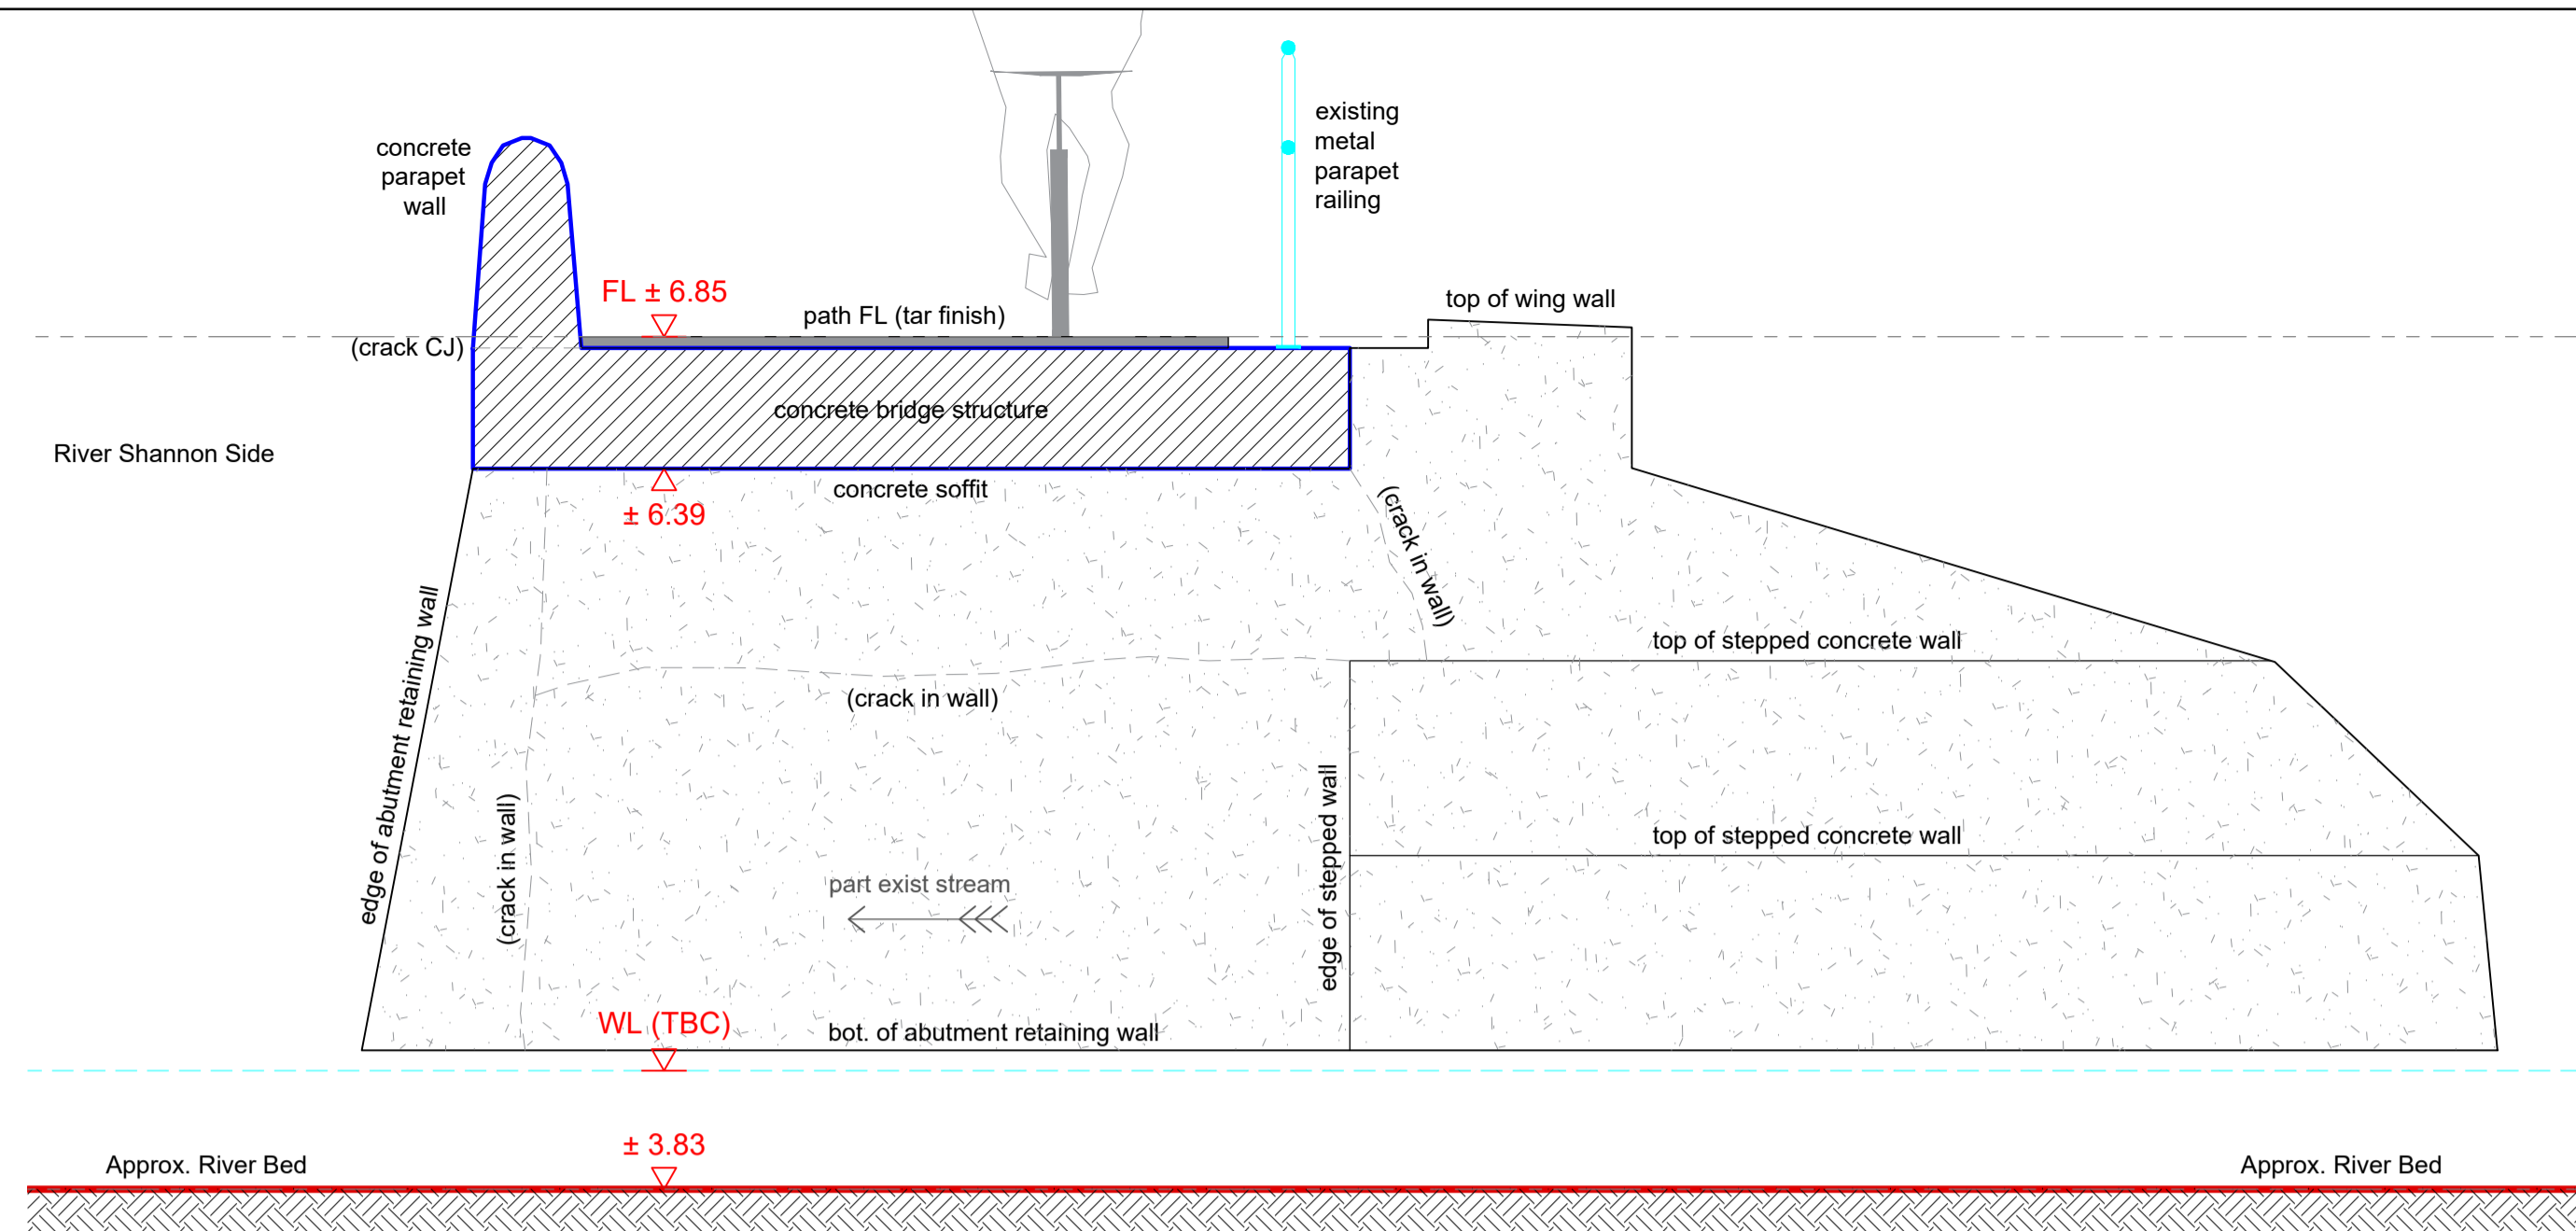 existing
metal
parapet
railing
concrete
parapet
wall
FL ± 6.85
path FL (tar finish)
top of wing wall
(crack CJ)
concrete bridge structure
River Shannon Side
concrete soffit
± 6.39
(crack in wall)
edge of abutment retaining wall
top of stepped concrete wall
(crack in wall)
(crack in wall)
edge of stepped wall
top of stepped concrete wall
part exist stream
WL (TBC)
bot. of abutment retaining wall
± 3.83
Approx. River Bed
Approx. River Bed